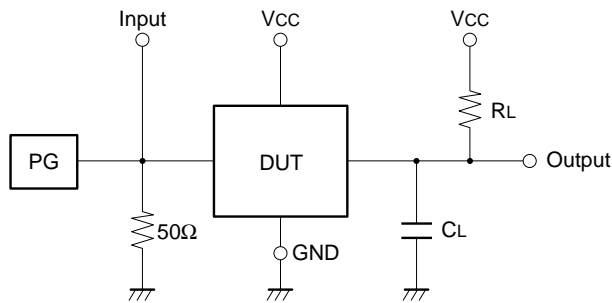 Input
VCC
VCC
RL
PG
DUT
Output
50Ω
GND
CL